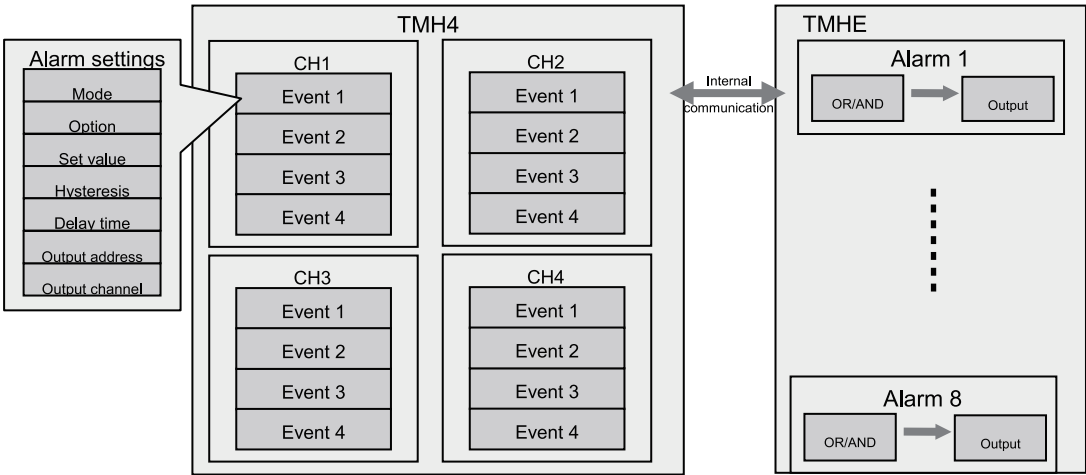 Alarm settings
Mode
Option
Set value
Hysteresis
Delay time
Output address
Output channel
TMH4
CH1
Event 1
Event 2
Event 3
Event 4
CH2
Event 1
Event 2
Event 3
Event 4
CH3
Event 1
Event 2
Event 3
Event 4
CH4
Event 1
Event 2
Event 3
Event 4
Internal
communication
TMHE
Alarm 1
OR/AND
Output
Alarm 8
OR/AND
Output